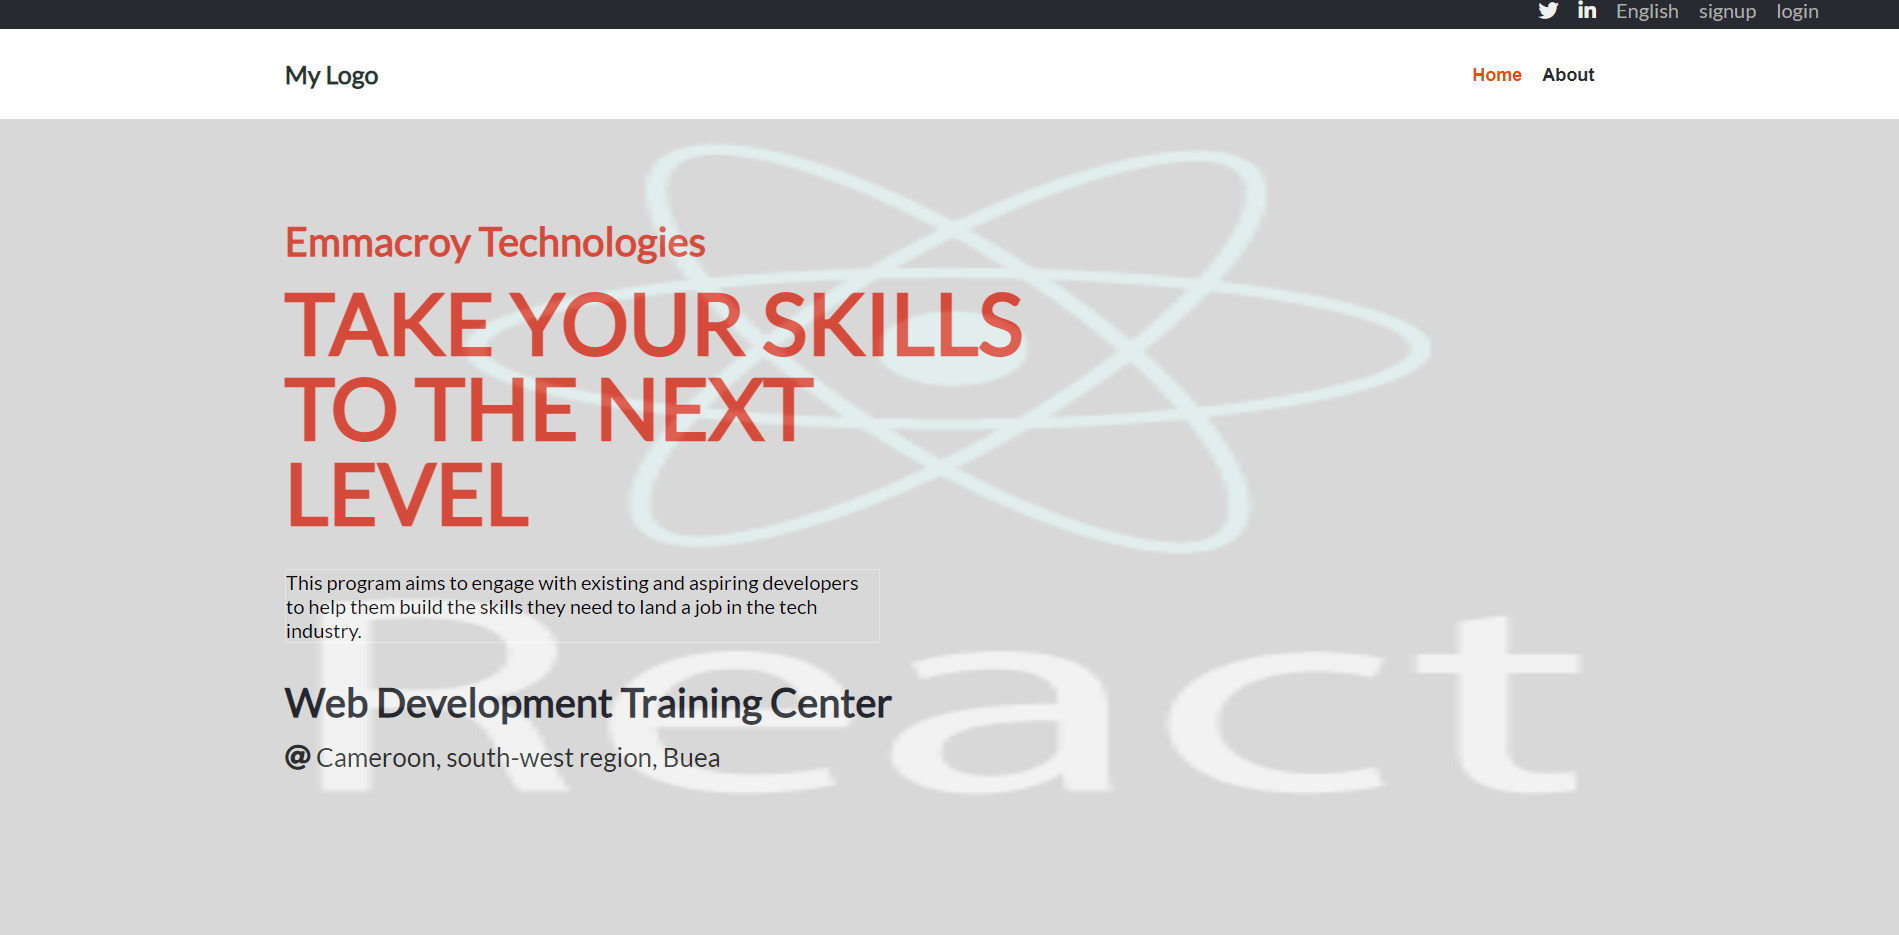 English signup login
My Logo
Home About
Emmacroy Technologies
TAKE YOUR SKILLS
TO THE NEXT
LEVEL
This program aims to engage with existing and aspiring developers
to help them build the skills they need to land a job in the tech
industry.
React
Web Development Training Center
@ Cameroon, south-west region, Buea